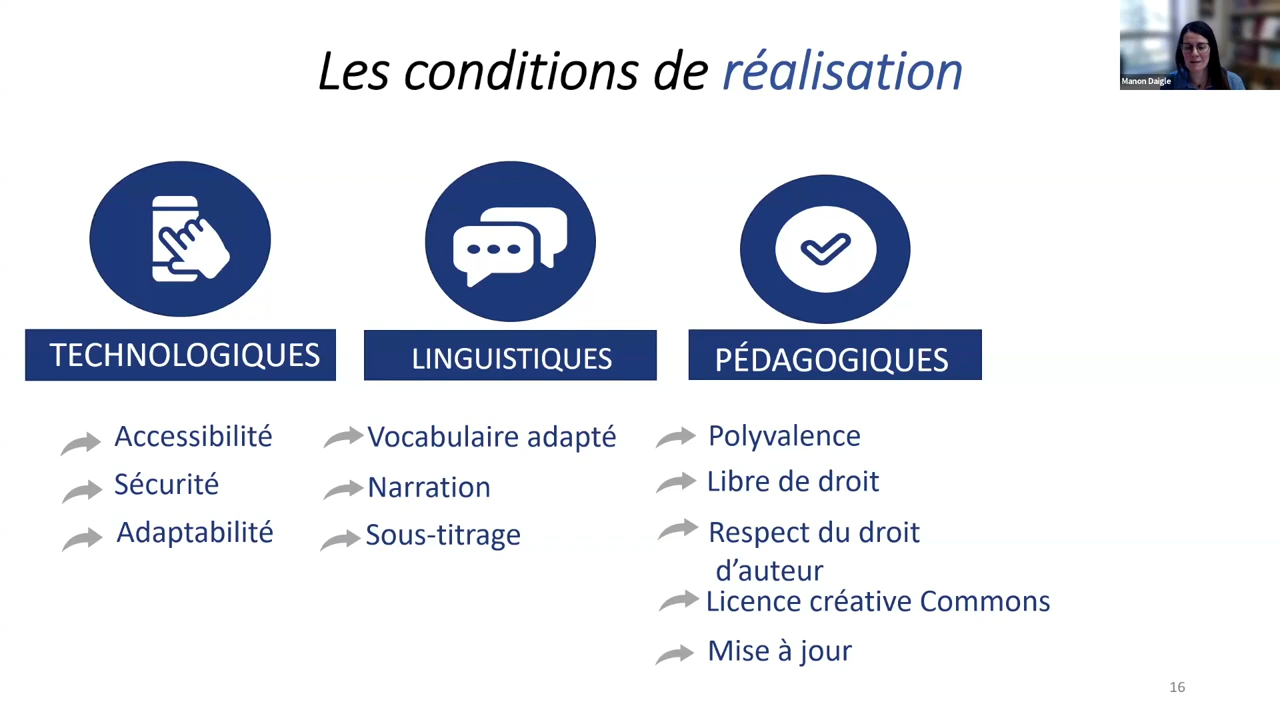 Les conditions de réalisation
Manon Daigle
TECHNOLOGIQUES
Accessibilité
Sécurité
Adaptabilité
LINGUISTIQUES
Vocabulaire adapté
Narration
Sous-titrage
PÉDAGOGIQUES
Polyvalence
Libre de droit
Respect du droit
d’auteur
Licence créative Commons
Mise à jour
16